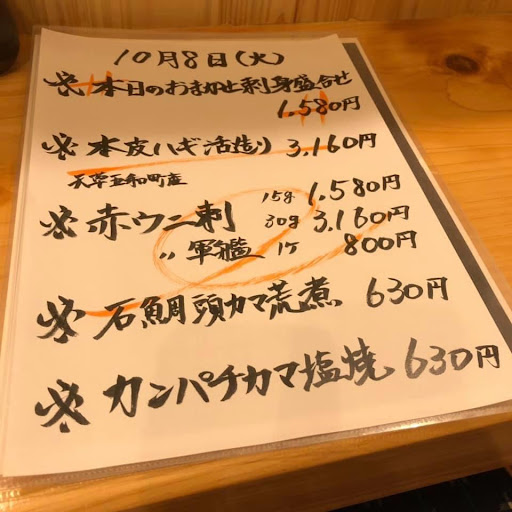 10月8日(火)
本日のおまかせ刺身盛合せ
1.580円
本皮ハギ活造り 3.160円
天草五和町産
赤ウニ刺 15g 1.580円
30g 3.160円
〃 軍艦 1ケ 800円
石鯛頭カマ荒煮 630円
カンパチカマ塩焼 630円